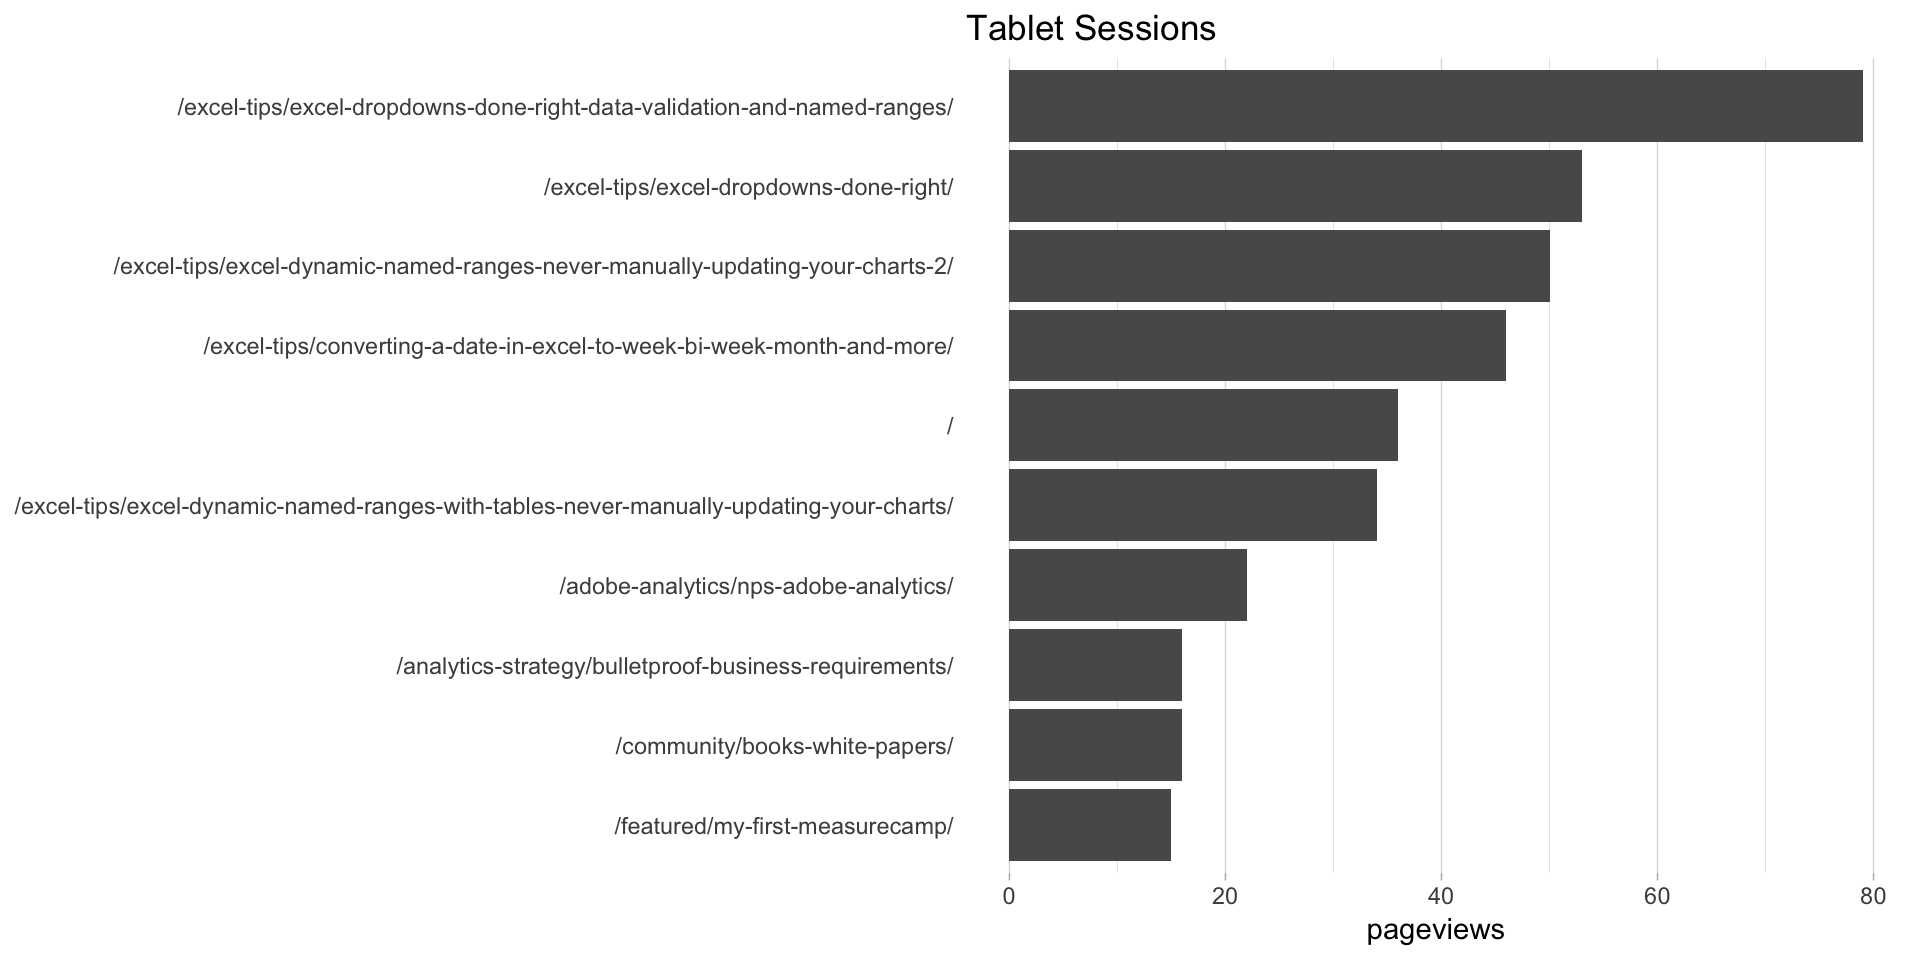 Tablet Sessions
/excel-tips/excel-dropdowns-done-right-data-validation-and-named-ranges/
/excel-tips/excel-dropdowns-done-right/
/excel-tips/excel-dynamic-named-ranges-never-manually-updating-your-charts-2/
/excel-tips/converting-a-date-in-excel-to-week-bi-week-month-and-more/
/
/excel-tips/excel-dynamic-named-ranges-with-tables-never-manually-updating-your-charts/
/adobe-analytics/nps-adobe-analytics/
/analytics-strategy/bulletproof-business-requirements/
/community/books-white-papers/
/featured/my-first-measurecamp/
0 20 40 60 80
pageviews